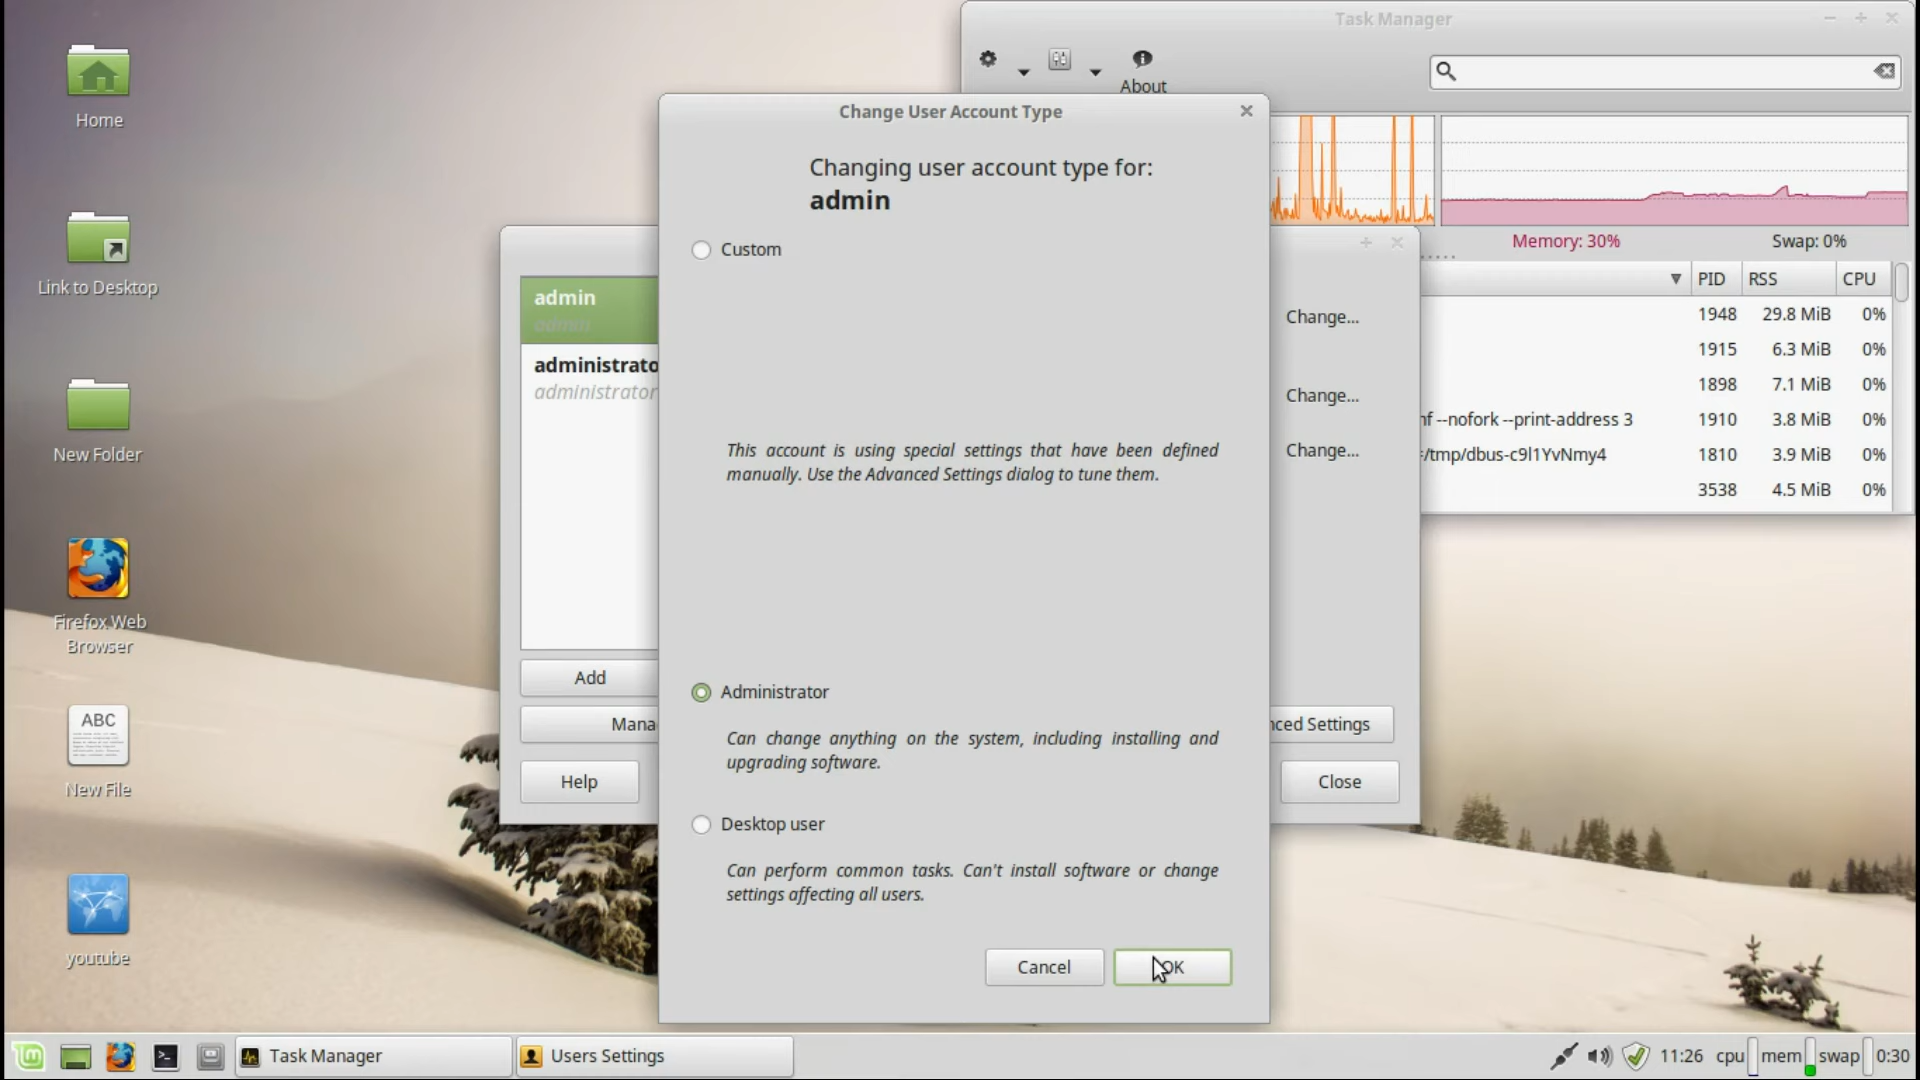 Home
Link to Desktop
New Folder
Firefox Web
Browser
ABC
New File
youtube
Task Manager
About
Memory: 30%
Swap: 0%
PID RSS CPU
1948 29.8 MiB 0%
1915 6.3 MiB 0%
1898 7.1 MiB 0%
nf --nofork --print-address 3 1910 3.8 MiB 0%
=/tmp/dbus-c9l1YvNmy4 1810 3.9 MiB 0%
3538 4.5 MiB 0%
admin
admin
administrato
administrator
Add
Mana
Help
Change...
Change...
Change...
nced Settings
Close
Change User Account Type
Changing user account type for:
admin
Custom
This account is using special settings that have been defined
manually. Use the Advanced Settings dialog to tune them.
Administrator
Can change anything on the system, including installing and
upgrading software.
Desktop user
Can perform common tasks. Can't install software or change
settings affecting all users.
Cancel
OK
Task Manager
Users Settings
11:26 cpu mem swap 0:30